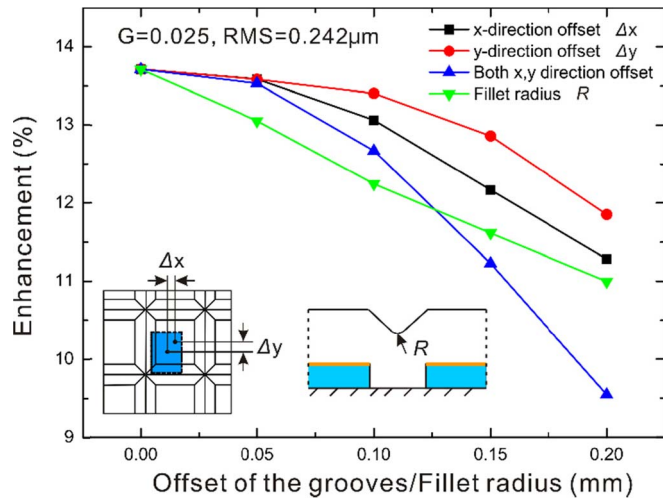 G=0.025, RMS=0.242μm
x-direction offset Δx
y-direction offset Δy
Both x,y direction offset
Fillet radius R
Enhancement (%)
14
13
12
11
10
9
Δx
Δy
R
0.00 0.05 0.10 0.15 0.20
Offset of the grooves/Fillet radius (mm)